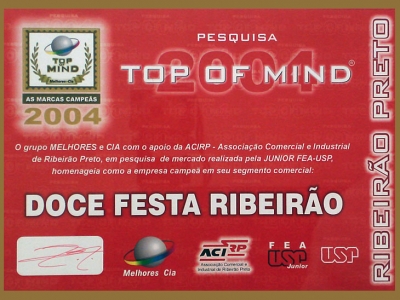 PESQUISA
2004
TOP OF MIND®
TOP
OF
MIND
Melhores-Cia
AS MARCAS CAMPEÃS
2004
RIBEIRÃO PRETO
O grupo MELHORES e CIA com o apoio da ACIRP - Associação Comercial e Industrial
de Ribeirão Preto, em pesquisa de mercado realizada pela JUNIOR FEA-USP,
homenageia como a empresa campeã em seu segmento comercial:
DOCE FESTA RIBEIRÃO
Melhores Cia
ACIRP
Associação Comercial e
Industrial de Ribeirão Preto
FEA
USP
Junior
USP